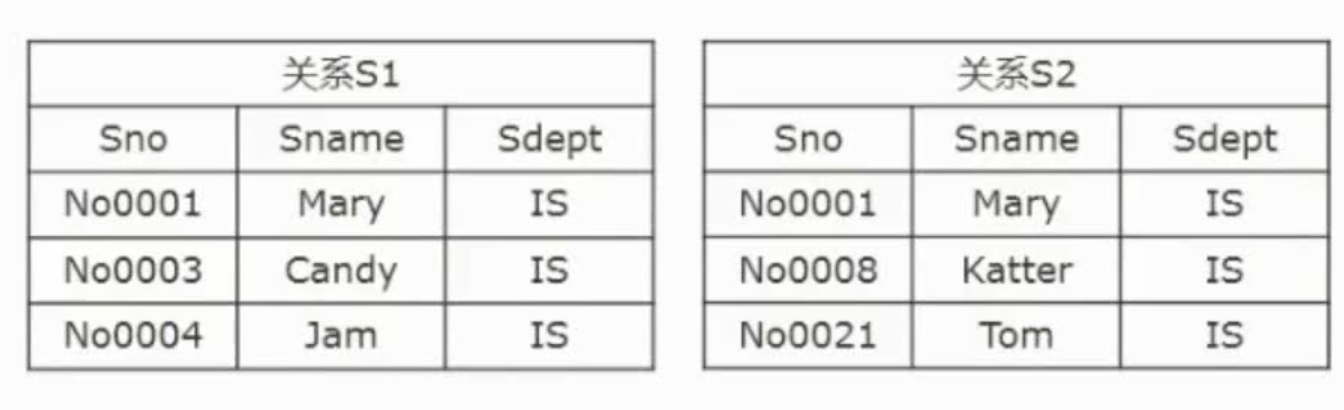 关系S1
Sno Sname Sdept
No0001 Mary IS
No0003 Candy IS
No0004 Jam IS
关系S2
Sno Sname Sdept
No0001 Mary IS
No0008 Katter IS
No0021 Tom IS